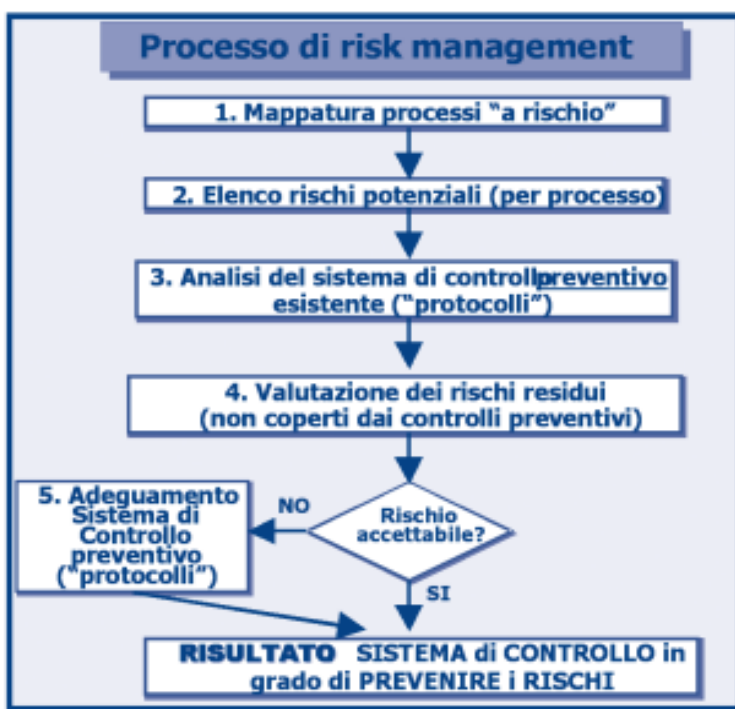 Processo di risk management
1. Mappatura processi “a rischio”
2. Elenco rischi potenziali (per processo)
3. Analisi del sistema di controllo preventivo
esistente (“protocolli”)
4. Valutazione dei rischi residui
(non coperti dai controlli preventivi)
5. Adeguamento
Sistema di
Controllo
preventivo
(“protocolli”)
NO
Rischio
accettabile?
SI
RISULTATO SISTEMA di CONTROLLO in
grado di PREVENIRE i RISCHI